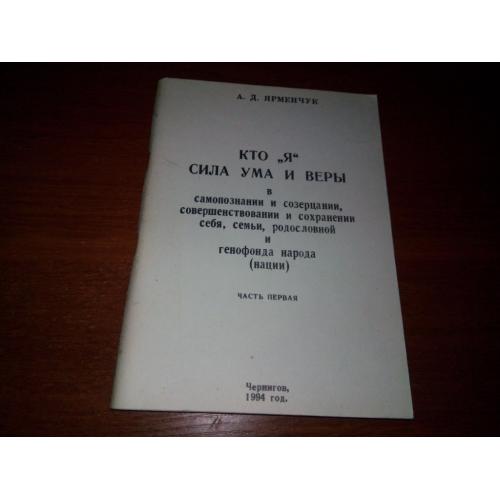 А. Д. ЯРМЕНЧУК
КТО „Я“
СИЛА УМА И ВЕРЫ
в
самопознании и созерцании,
совершенствовании и сохранении
себя, семьи, родословной
и
генофонда народа
(нации)
ЧАСТЬ ПЕРВАЯ
Чернигов,
1994 год.